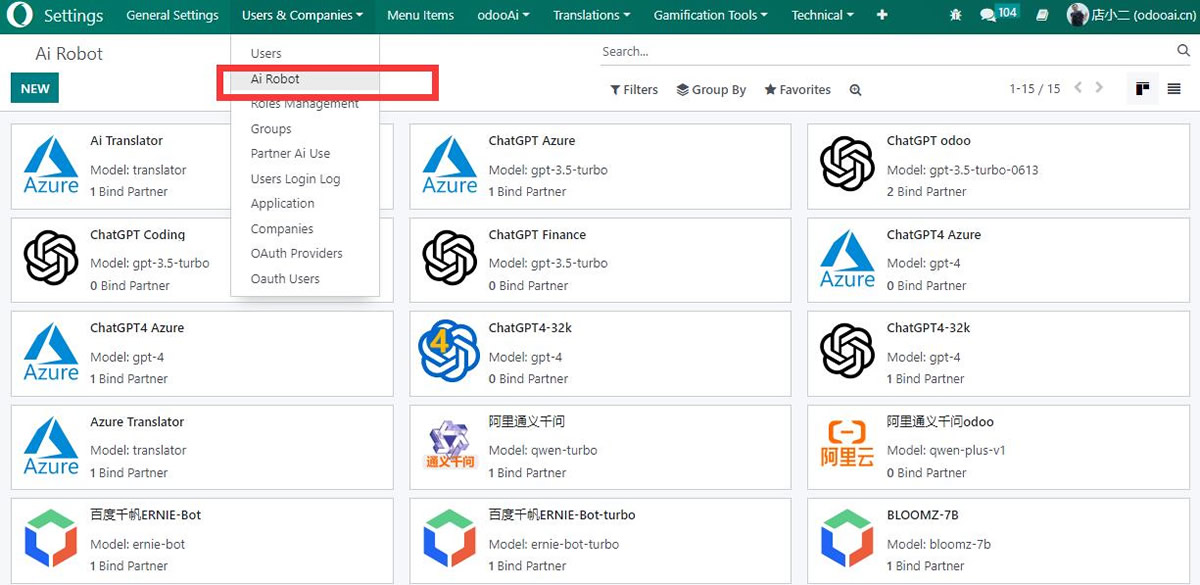 Settings General Settings Users & Companies Menu Items odooAi Translations Gamification Tools Technical 104 店小二 (odooai.cn)
Ai Robot
Search...
NEW
Filters Group By Favorites 1-15 / 15
Users
Ai Robot
Roles Management
Groups
Partner Ai Use
Users Login Log
Application
Companies
OAuth Providers
Oauth Users
Azure
Ai Translator
Model: translator
1 Bind Partner
Azure
ChatGPT Azure
Model: gpt-3.5-turbo
1 Bind Partner
ChatGPT odoo
Model: gpt-3.5-turbo-0613
2 Bind Partner
ChatGPT Coding
Model: gpt-3.5-turbo
0 Bind Partner
ChatGPT Finance
Model: gpt-3.5-turbo
0 Bind Partner
Azure
ChatGPT4 Azure
Model: gpt-4
0 Bind Partner
Azure
ChatGPT4 Azure
Model: gpt-4
1 Bind Partner
4
ChatGPT4-32k
Model: gpt-4
0 Bind Partner
ChatGPT4-32k
Model: gpt-4
1 Bind Partner
Azure
Azure Translator
Model: translator
1 Bind Partner
通义千问
阿里通义千问
Model: qwen-turbo
1 Bind Partner
阿里云
阿里通义千问odoo
Model: qwen-plus-v1
0 Bind Partner
百度千帆ERNIE-Bot
Model: ernie-bot
1 Bind Partner
百度千帆ERNIE-Bot-turbo
Model: ernie-bot-turbo
1 Bind Partner
BLOOMZ-7B
Model: bloomz-7b
1 Bind Partner